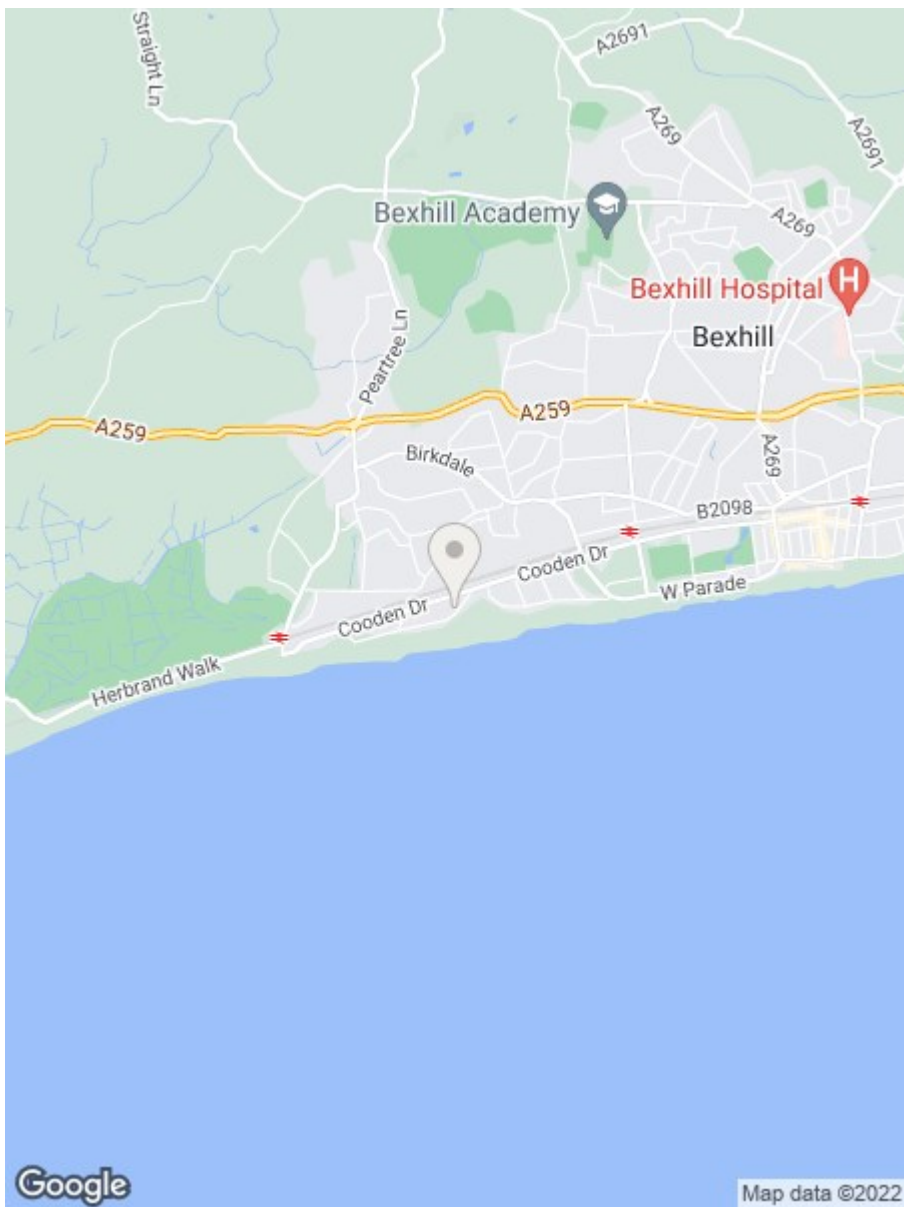 Straight Ln
A2691
A269
A2691
Bexhill Academy
A269
Bexhill Hospital
H
Bexhill
Peartree Ln
A259
A259
Birkdale
A269
B2098
Cooden Dr
Cooden Dr
W Parade
Herbrand Walk
Google
Map data ©2022